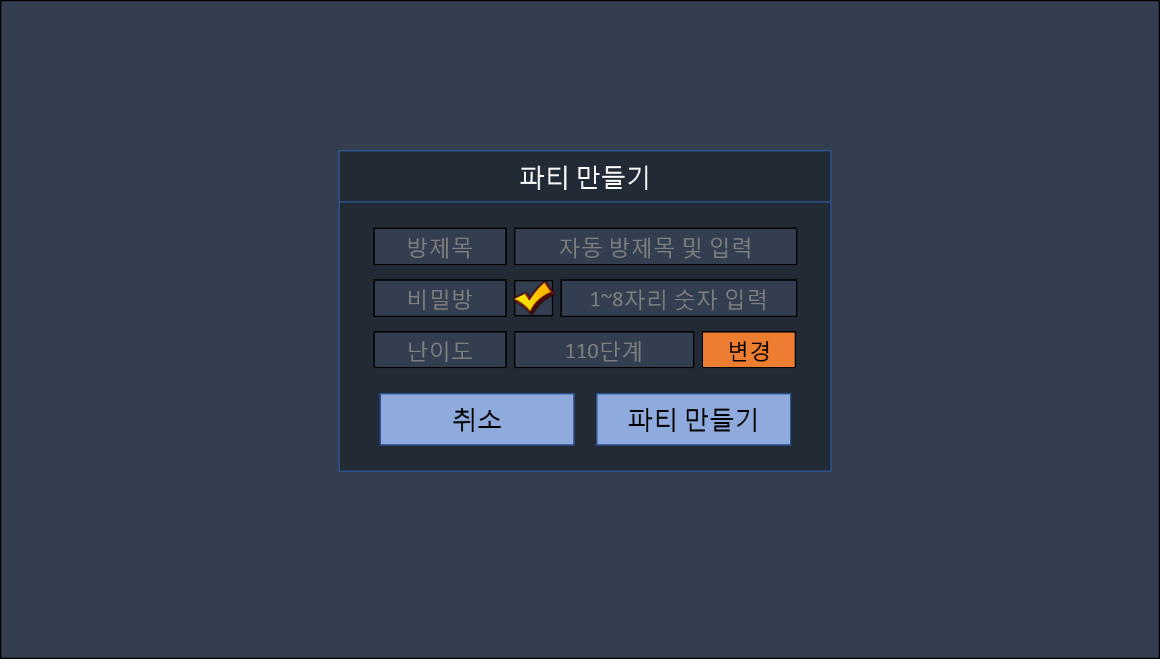 파티 만들기
방제목 자동 방제목 및 입력
비밀방 1~8자리 숫자 입력
난이도 110단계 변경
취소 파티 만들기